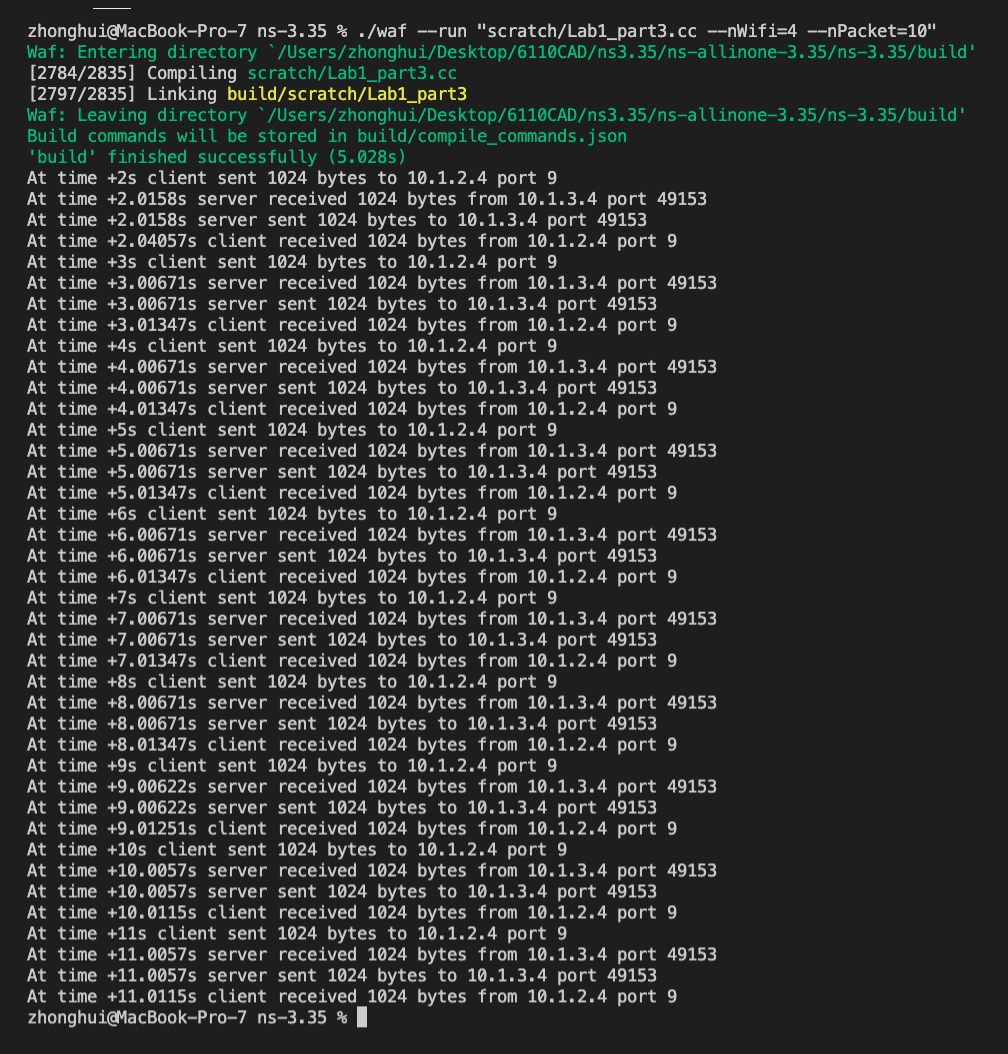 zhonghui@MacBook-Pro-7 ns-3.35 % ./waf --run "scratch/Lab1_part3.cc --nWifi=4 --nPacket=10"
Waf: Entering directory `/Users/zhonghui/Desktop/6110CAD/ns3.35/ns-allinone-3.35/ns-3.35/build'
[2784/2835] Compiling scratch/Lab1_part3.cc
[2797/2835] Linking build/scratch/Lab1_part3
Waf: Leaving directory `/Users/zhonghui/Desktop/6110CAD/ns3.35/ns-allinone-3.35/ns-3.35/build'
Build commands will be stored in build/compile_commands.json
'build' finished successfully (5.028s)
At time +2s client sent 1024 bytes to 10.1.2.4 port 9
At time +2.0158s server received 1024 bytes from 10.1.3.4 port 49153
At time +2.0158s server sent 1024 bytes to 10.1.3.4 port 49153
At time +2.04057s client received 1024 bytes from 10.1.2.4 port 9
At time +3s client sent 1024 bytes to 10.1.2.4 port 9
At time +3.00671s server received 1024 bytes from 10.1.3.4 port 49153
At time +3.00671s server sent 1024 bytes to 10.1.3.4 port 49153
At time +3.01347s client received 1024 bytes from 10.1.2.4 port 9
At time +4s client sent 1024 bytes to 10.1.2.4 port 9
At time +4.00671s server received 1024 bytes from 10.1.3.4 port 49153
At time +4.00671s server sent 1024 bytes to 10.1.3.4 port 49153
At time +4.01347s client received 1024 bytes from 10.1.2.4 port 9
At time +5s client sent 1024 bytes to 10.1.2.4 port 9
At time +5.00671s server received 1024 bytes from 10.1.3.4 port 49153
At time +5.00671s server sent 1024 bytes to 10.1.3.4 port 49153
At time +5.01347s client received 1024 bytes from 10.1.2.4 port 9
At time +6s client sent 1024 bytes to 10.1.2.4 port 9
At time +6.00671s server received 1024 bytes from 10.1.3.4 port 49153
At time +6.00671s server sent 1024 bytes to 10.1.3.4 port 49153
At time +6.01347s client received 1024 bytes from 10.1.2.4 port 9
At time +7s client sent 1024 bytes to 10.1.2.4 port 9
At time +7.00671s server received 1024 bytes from 10.1.3.4 port 49153
At time +7.00671s server sent 1024 bytes to 10.1.3.4 port 49153
At time +7.01347s client received 1024 bytes from 10.1.2.4 port 9
At time +8s client sent 1024 bytes to 10.1.2.4 port 9
At time +8.00671s server received 1024 bytes from 10.1.3.4 port 49153
At time +8.00671s server sent 1024 bytes to 10.1.3.4 port 49153
At time +8.01347s client received 1024 bytes from 10.1.2.4 port 9
At time +9s client sent 1024 bytes to 10.1.2.4 port 9
At time +9.00622s server received 1024 bytes from 10.1.3.4 port 49153
At time +9.00622s server sent 1024 bytes to 10.1.3.4 port 49153
At time +9.01251s client received 1024 bytes from 10.1.2.4 port 9
At time +10s client sent 1024 bytes to 10.1.2.4 port 9
At time +10.0057s server received 1024 bytes from 10.1.3.4 port 49153
At time +10.0057s server sent 1024 bytes to 10.1.3.4 port 49153
At time +10.0115s client received 1024 bytes from 10.1.2.4 port 9
At time +11s client sent 1024 bytes to 10.1.2.4 port 9
At time +11.0057s server received 1024 bytes from 10.1.3.4 port 49153
At time +11.0057s server sent 1024 bytes to 10.1.3.4 port 49153
At time +11.0115s client received 1024 bytes from 10.1.2.4 port 9
zhonghui@MacBook-Pro-7 ns-3.35 %